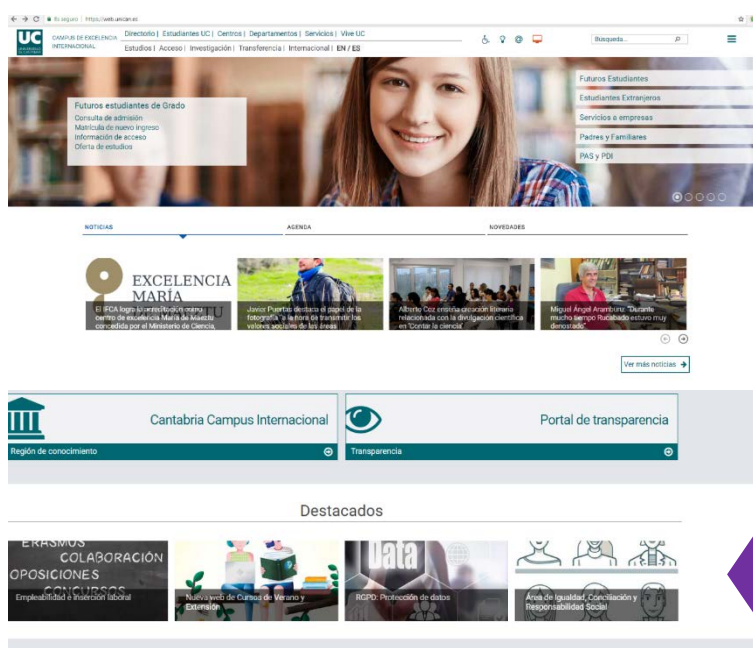 Es seguro | https://web.unican.es
UC
CAMPUS DE EXCELENCIA
INTERNACIONAL
Directorio | Estudiantes UC | Centros | Departamentos | Servicios | Vive UC
Estudios | Acceso | Investigación | Transferencia | Internacional | EN / ES
Búsqueda...
Futuros estudiantes de Grado
Consulta de admisión
Matrícula de nuevo ingreso
Información de acceso
Oferta de estudios
Futuros Estudiantes
Estudiantes Extranjeros
Servicios a empresas
Padres y Familiares
PAS y PDI
NOTICIAS
AGENDA
NOVEDADES
EXCELENCIA
MARÍA
El IFCA logra la acreditación como
centro de excelencia María de Maeztu
concedida por el Ministerio de Ciencia,
Javier Puertas destaca el papel de la
fotografía "a la hora de transmitir los
valores sociales de las áreas
Alberto Coz enseña creación literaria
relacionada con la divulgación científica
en "Contar la ciencia"
Miguel Ángel Aramburu: "Durante
mucho tiempo Rucabado estuvo muy
denostado"
Ver más noticias
Cantabria Campus Internacional
Región de conocimiento
Portal de transparencia
Transparencia
Destacados
ERASMUS
COLABORACIÓN
OPOSICIONES
CONCURSOS
Empleabilidad e inserción laboral
Nueva web de Cursos de Verano y
Extensión
Data
RGPD: Protección de datos
Área de Igualdad, Conciliación y
Responsabilidad Social